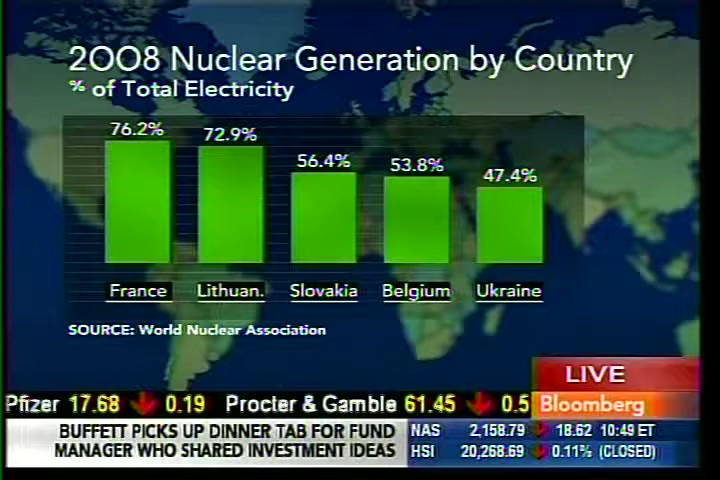 2008 Nuclear Generation by Country
% of Total Electricity
76.2% 72.9% 56.4% 53.8% 47.4%
France Lithuan. Slovakia Belgium Ukraine
SOURCE: World Nuclear Association
LIVE
Pfizer 17.68 0.19 Procter & Gamble 61.45 0.5
Bloomberg
BUFFETT PICKS UP DINNER TAB FOR FUND
MANAGER WHO SHARED INVESTMENT IDEAS
NAS 2,158.79 18.62 10:49 ET
HSI 20,268.69 0.11% (CLOSED)